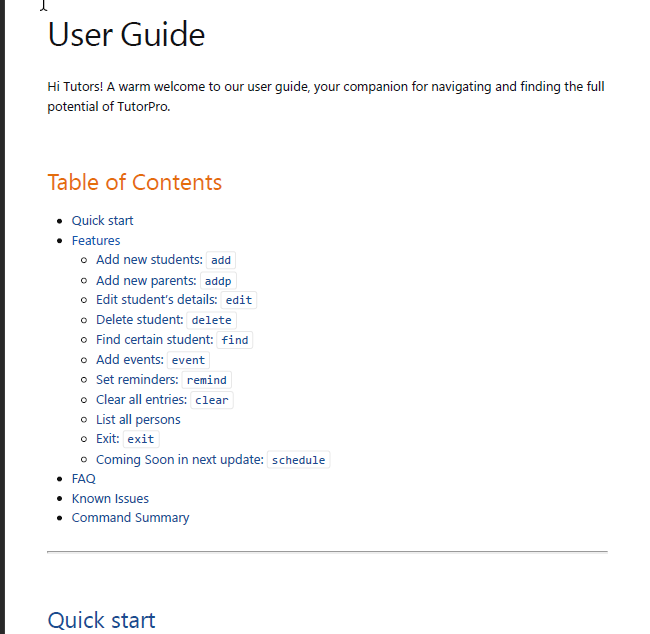 User Guide
Hi Tutors! A warm welcome to our user guide, your companion for navigating and finding the full
potential of TutorPro.
Table of Contents
Quick start
Features
Add new students: add
Add new parents: addp
Edit student's details: edit
Delete student: delete
Find certain student: find
Add events: event
Set reminders: remind
Clear all entries: clear
List all persons
Exit: exit
Coming Soon in next update: schedule
FAQ
Known Issues
Command Summary
Quick start